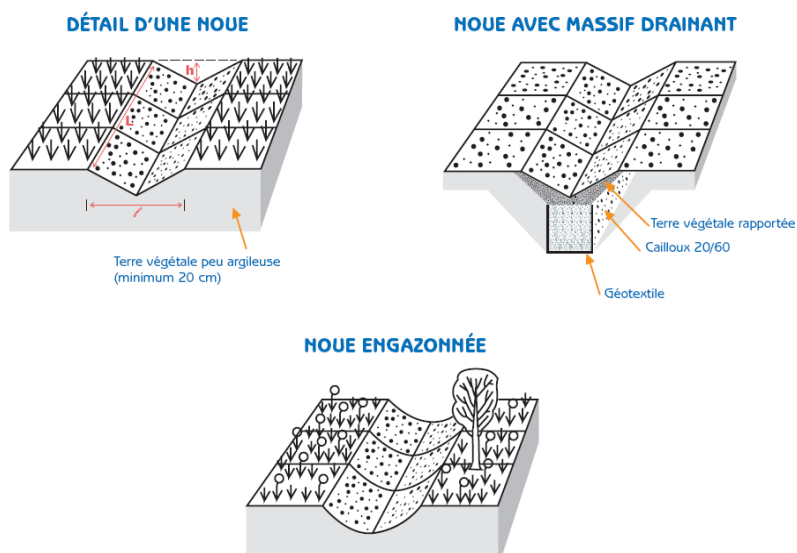 DÉTAIL D'UNE NOUE
h
L
l
Terre végétale peu argileuse
(minimum 20 cm)
NOUE AVEC MASSIF DRAINANT
Terre végétale rapportée
Cailloux 20/60
Géotextile
NOUE ENGAZONNÉE